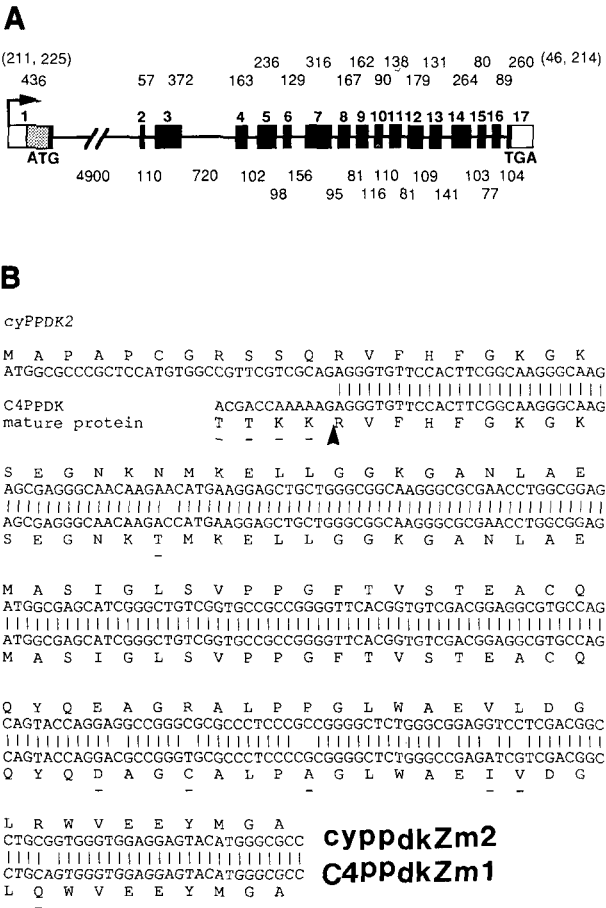 A
(211, 225) 236 316 162 138 131 80 260 (46, 214)
436 57 372 163 129 167 90 179 264 89
1 2 3 4 5 6 7 8 9 10 11 12 13 14 15 16 17
ATG TGA
4900 110 720 102 156 81 110 109 103 104
98 95 116 81 141 77
B
cyPPDK2
M A P A P C G R S S Q R V F H F G K G K
ATGGCGCCCGCTCCATGTGGCCGTTCGTCGCAGAGGGTGTTCCACTTCGGCAAGGGCAAG
C4PPDK ACGACCAAAAAGAGGGTGTTCCACTTCGGCAAGGGCAAG
mature protein T T K K R V F H F G K G K
S E G N K N M K E L L G G K G A N L A E
AGCGAGGGCAACAAGAACATGAAGGAGCTGCTGGGCGGCAAGGGCGCGAACCTGGCGGAG
AGCGAGGGCAACAAGACCATGAAGGAGCTGCTGGGCGGCAAGGGCGCGAACCTGGCGGAG
S E G N K T M K E L L G G K G A N L A E
M A S I G L S V P P G F T V S T E A C Q
ATGGCGAGCATCGGGCTGTCGGTGCCGCCGGGGTTCACGGTGTCGACGGAGGCGTGCCAG
ATGGCGAGCATCGGGCTGTCGGTGCCGCCGGGGTTCACGGTGTCGACGGAGGCGTGCCAG
M A S I G L S V P P G F T V S T E A C Q
Q Y Q E A G R A L P P G L W A E V L D G
CAGTACCAGGAGGCCGGGCGCGCCCTCCCGCCGGGGCTCTGGGCGGAGGTCCTCGACGGC
CAGTACCAGGACGCCGGGTGCGCCCTCCCCGCGGGGCTCTGGGCCGAGATCGTCGACGGC
Q Y Q D A G C A L P A G L W A E I V D G
L R W V E E Y M G A
CTGCGGTGGGTGGAGGAGTACATGGGCGCC cyppdkZm2
CTGCAGTGGGTGGAGGAGTACATGGGCGCC C4ppdkZm1
L Q W V E E Y M G A